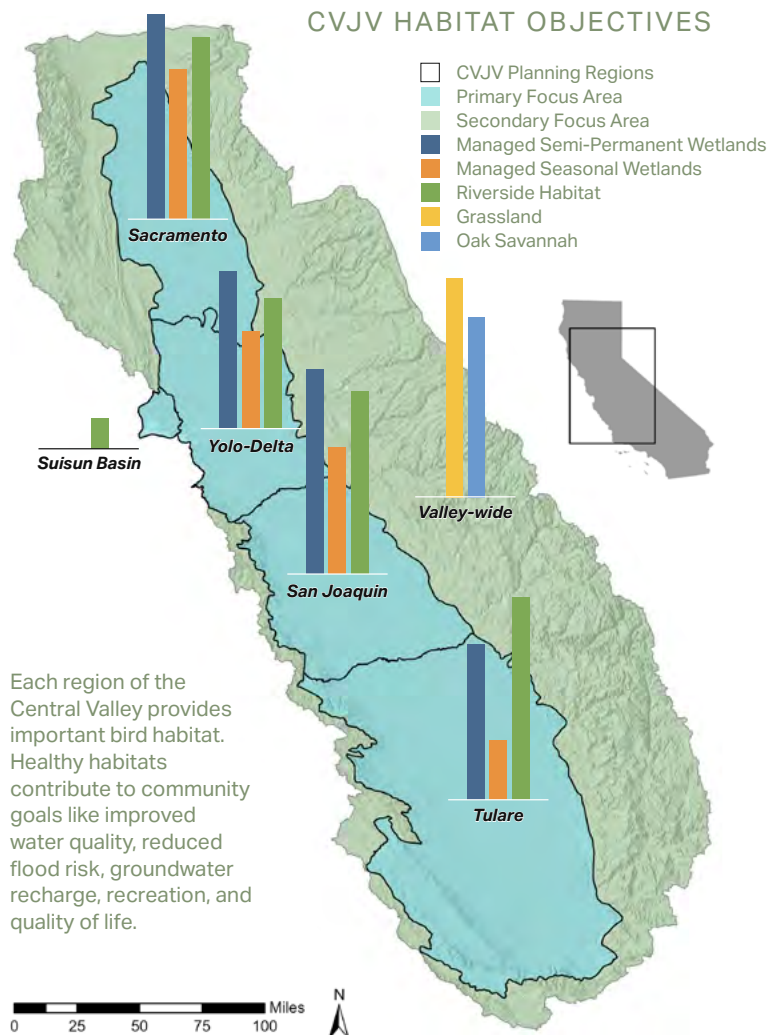 CVJV HABITAT OBJECTIVES
CVJV Planning Regions
Primary Focus Area
Secondary Focus Area
Managed Semi-Permanent Wetlands
Managed Seasonal Wetlands
Riverside Habitat
Grassland
Oak Savannah
Sacramento
Yolo-Delta
Suisun Basin
Valley-wide
San Joaquin
Tulare
Each region of the
Central Valley provides
important bird habitat.
Healthy habitats
contribute to community
goals like improved
water quality, reduced
flood risk, groundwater
recharge, recreation, and
quality of life.
Miles
0 25 50 75 100
N